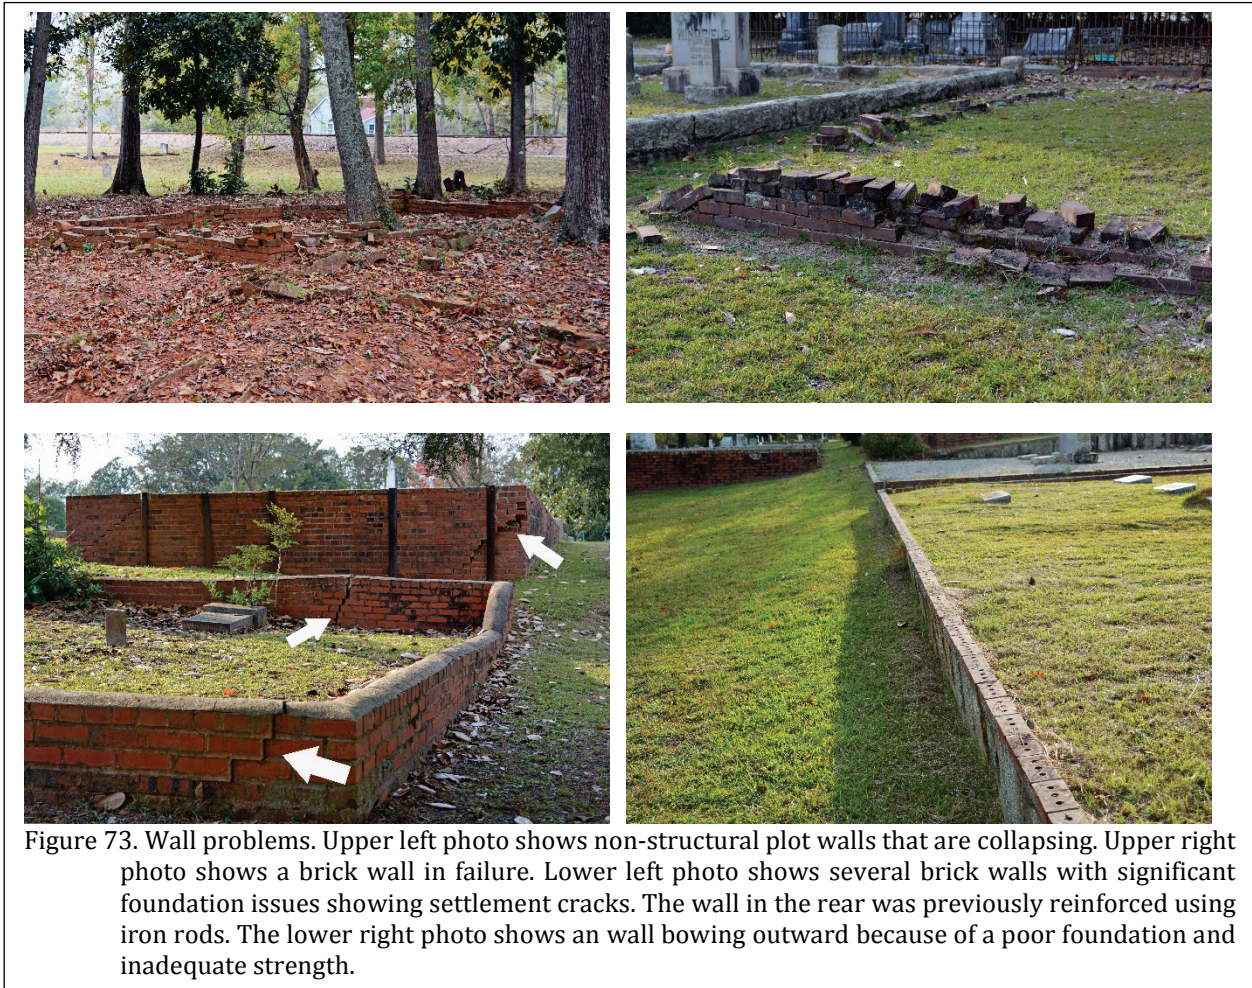 Figure 73. Wall problems. Upper left photo shows non-structural plot walls that are collapsing. Upper right
photo shows a brick wall in failure. Lower left photo shows several brick walls with significant
foundation issues showing settlement cracks. The wall in the rear was previously reinforced using
iron rods. The lower right photo shows an wall bowing outward because of a poor foundation and
inadequate strength.